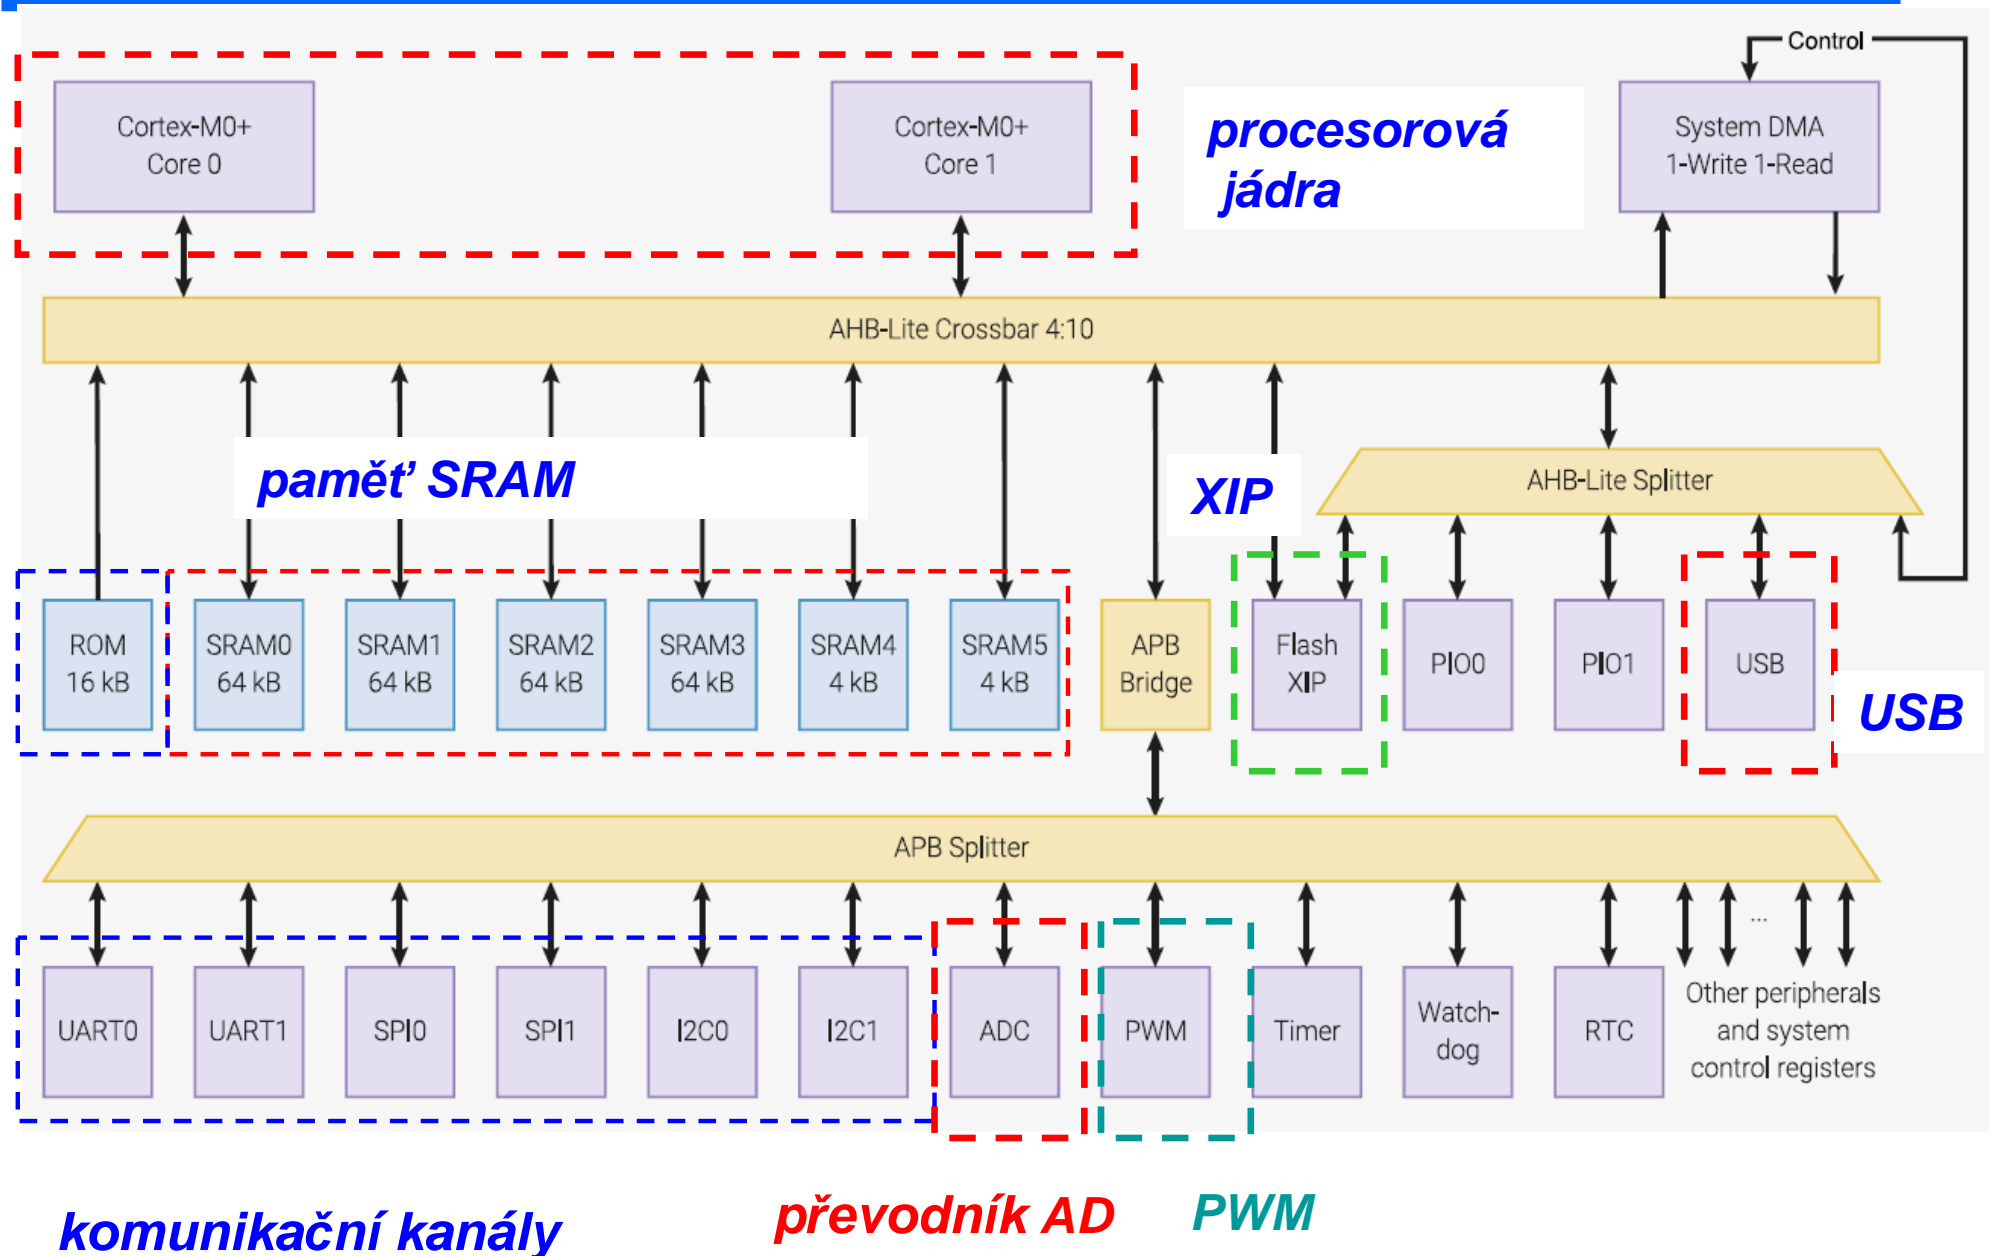 Control
Cortex-M0+
Core 0
Cortex-M0+
Core 1
procesorová
jádra
System DMA
1-Write 1-Read
AHB-Lite Crossbar 4:10
paměť SRAM
XIP
AHB-Lite Splitter
ROM
16 kB
SRAM0
64 kB
SRAM1
64 kB
SRAM2
64 kB
SRAM3
64 kB
SRAM4
4 kB
SRAM5
4 kB
APB
Bridge
Flash
XIP
PIO0
PIO1
USB
USB
APB Splitter
...
UART0
UART1
SPI0
SPI1
I2C0
I2C1
ADC
PWM
Timer
Watch-
dog
RTC
Other peripherals
and system
control registers
komunikační kanály
převodník AD
PWM